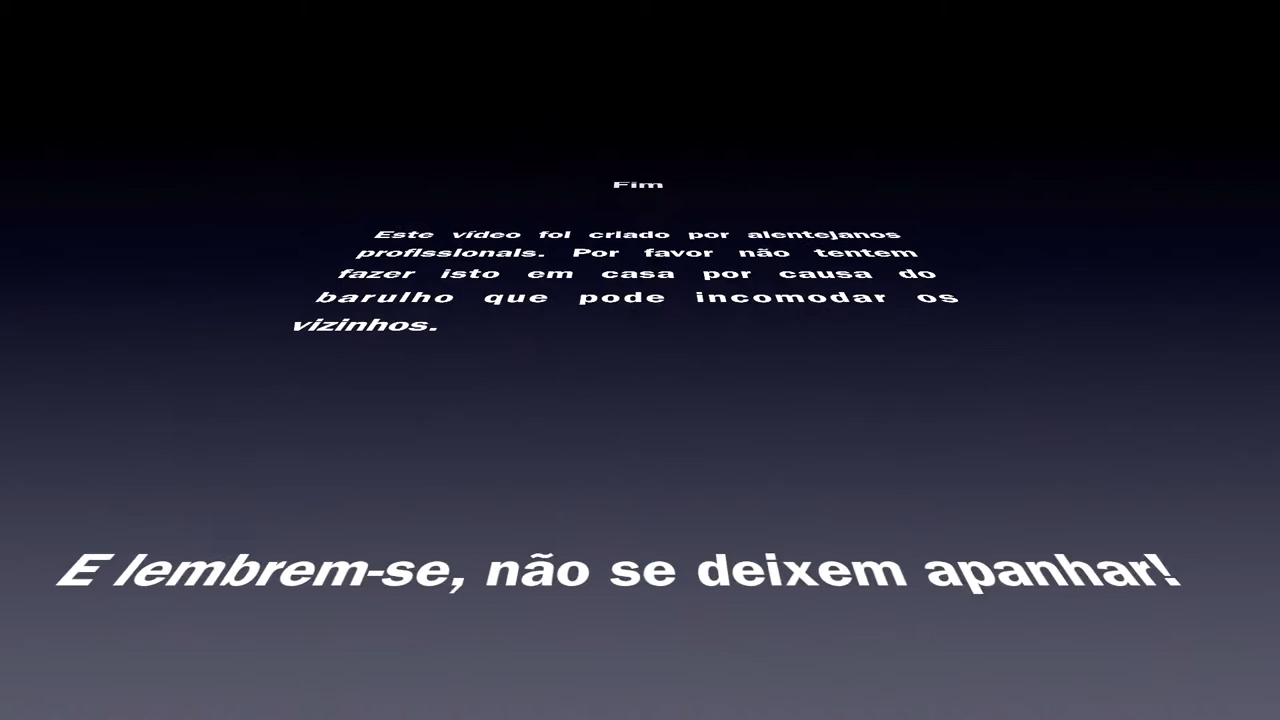 Fim
Este vídeo foi criado por alentejanos
profissionais. Por favor não tentem
fazer isto em casa por causa do
barulho que pode incomodar os
vizinhos.
E lembrem-se, não se deixem apanhar!